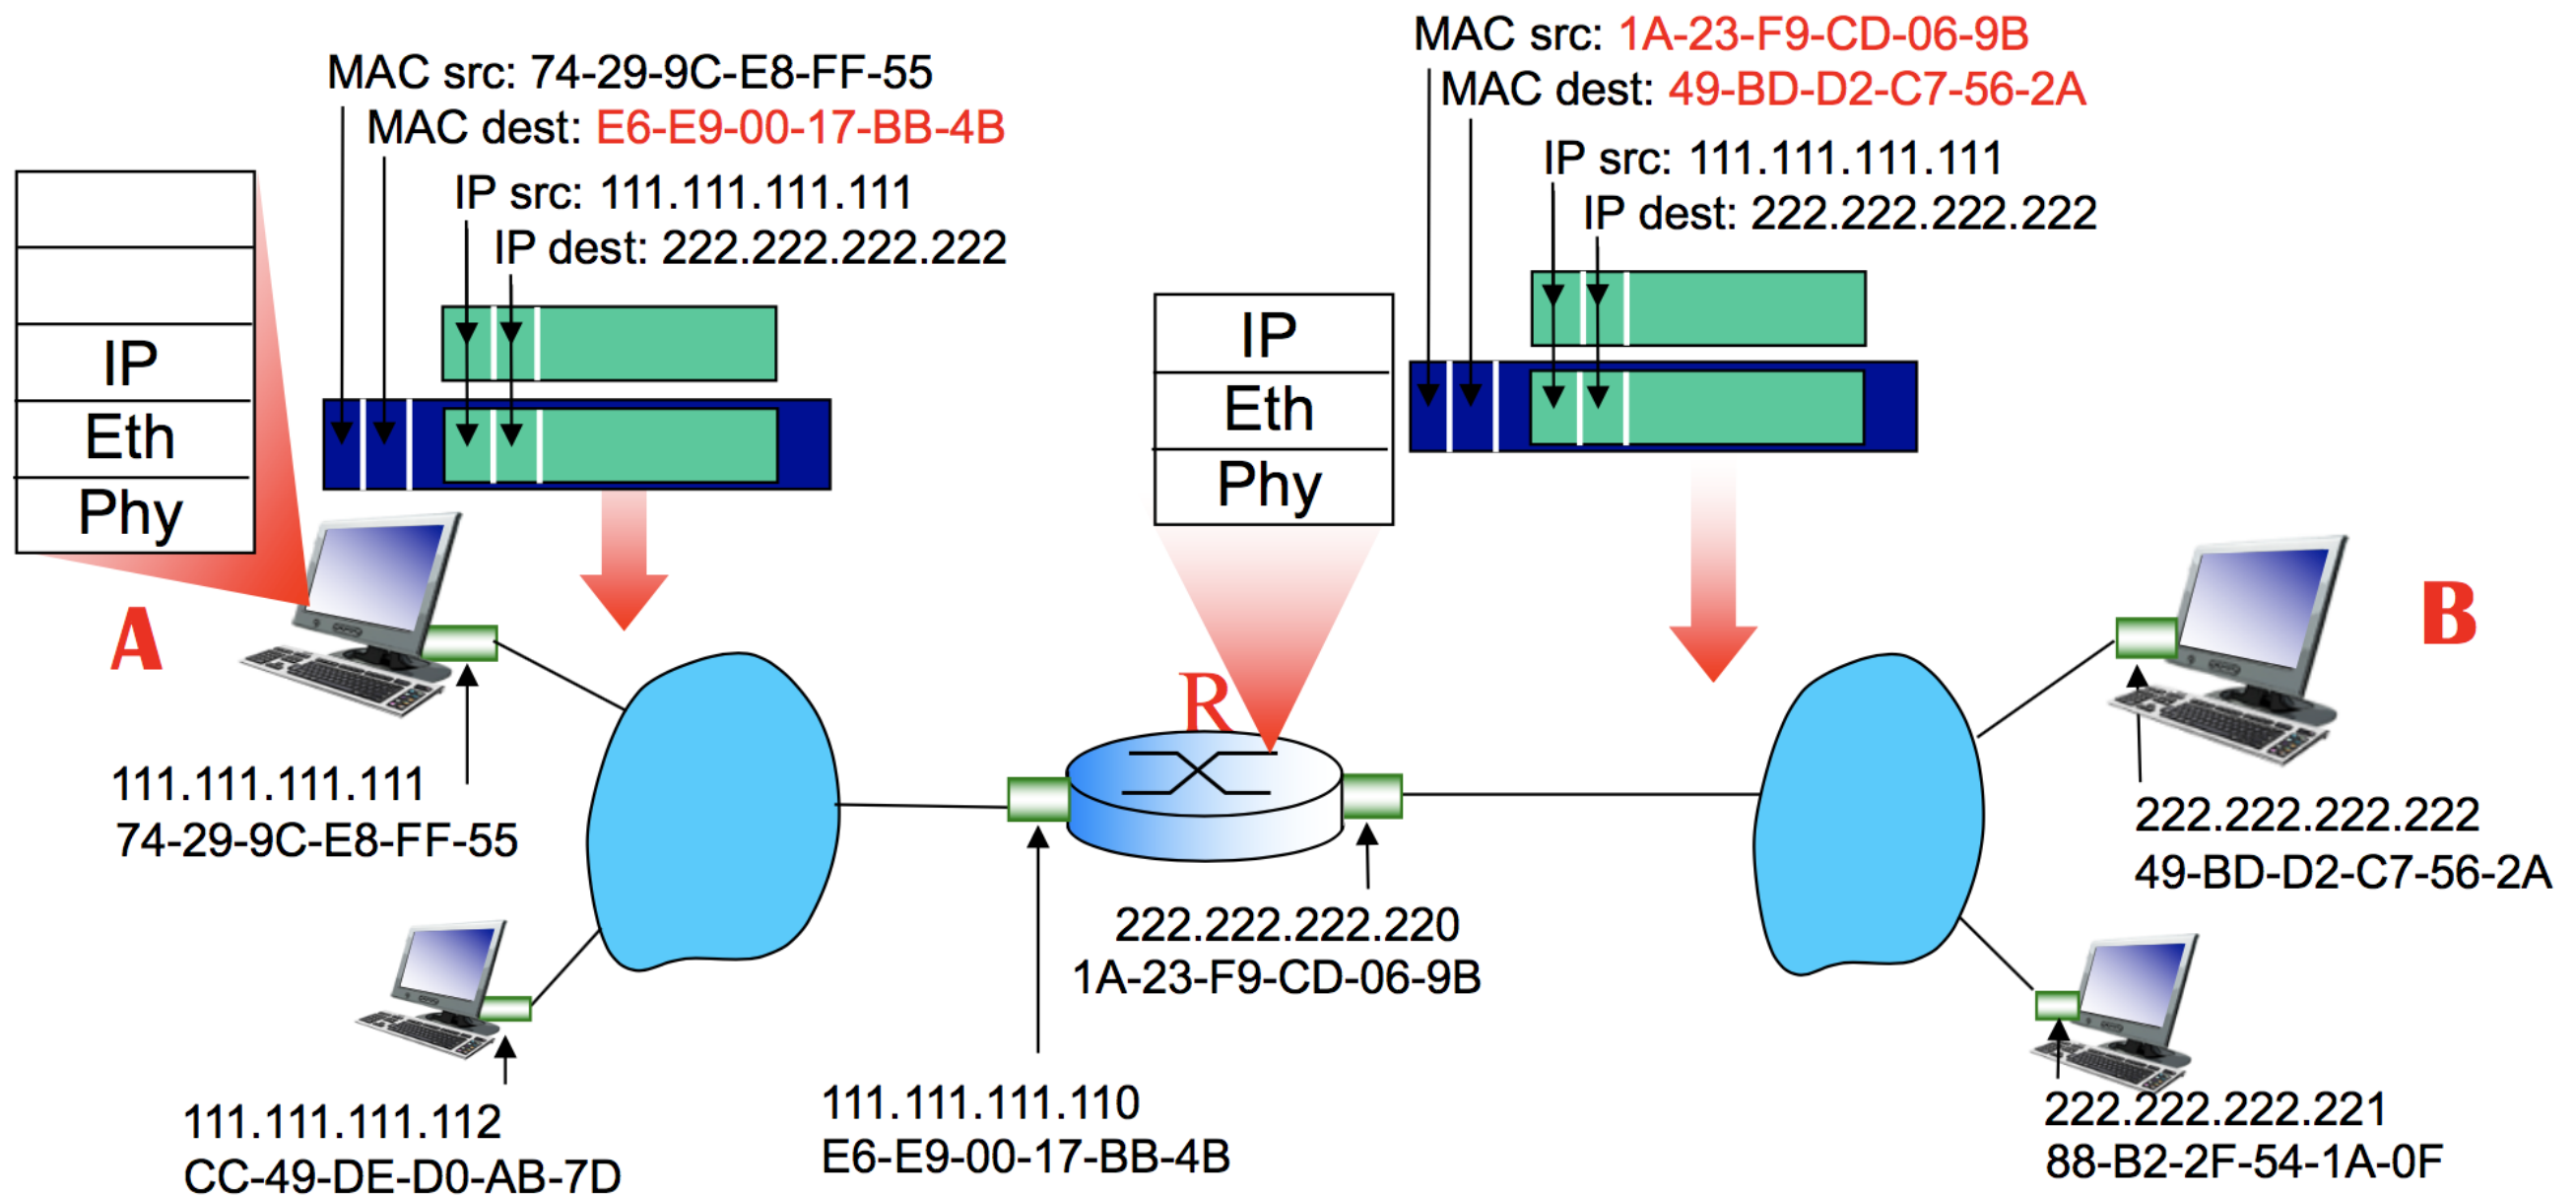 MAC src: 74-29-9C-E8-FF-55
MAC dest: E6-E9-00-17-BB-4B
IP src: 111.111.111.111
IP dest: 222.222.222.222
MAC src: 1A-23-F9-CD-06-9B
MAC dest: 49-BD-D2-C7-56-2A
IP src: 111.111.111.111
IP dest: 222.222.222.222
IP
Eth
Phy
IP
Eth
Phy
A
R
B
111.111.111.111
74-29-9C-E8-FF-55
222.222.222.222
49-BD-D2-C7-56-2A
222.222.222.220
1A-23-F9-CD-06-9B
111.111.111.112
CC-49-DE-D0-AB-7D
111.111.111.110
E6-E9-00-17-BB-4B
222.222.222.221
88-B2-2F-54-1A-0F